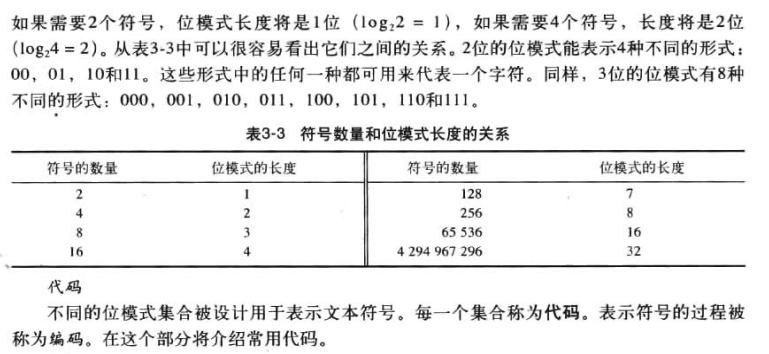 如果需要2个符号，位模式长度将是1位（log₂2 = 1），如果需要4个符号，长度将是2位
（log₂4 = 2）。从表3-3中可以很容易看出它们之间的关系。2位的位模式能表示4种不同的形式：
00，01，10和11。这些形式中的任何一种都可用来代表一个字符。同样，3位的位模式有8种
不同的形式：000，001，010，011，100，101，110和111。
表3-3 符号数量和位模式长度的关系
符号的数量 位模式的长度 符号的数量 位模式的长度
2 1 128 7
4 2 256 8
8 3 65 536 16
16 4 4 294 967 296 32
代码
不同的位模式集合被设计用于表示文本符号。每一个集合称为代码。表示符号的过程被
称为编码。在这个部分将介绍常用代码。